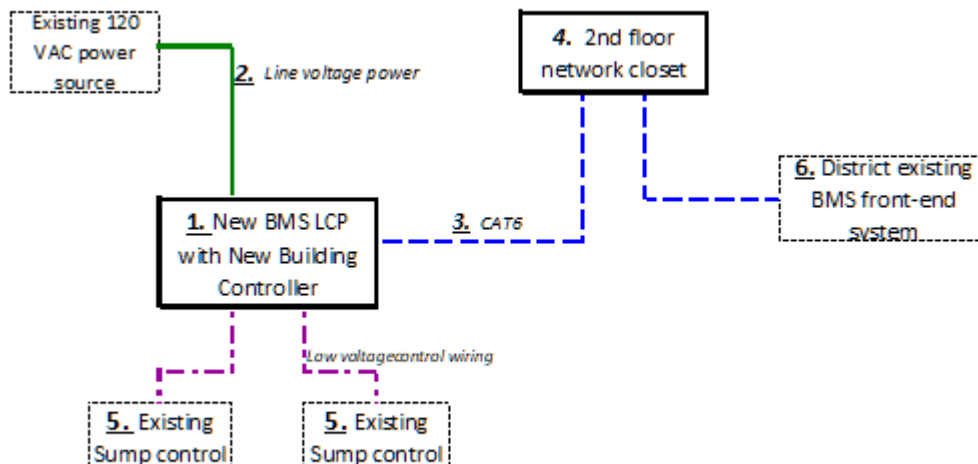 Existing 120
VAC power
source
2. Line voltage power
4. 2nd floor
network closet
6. District existing
BMS front-end
system
3. CAT6
1. New BMS LCP
with New Building
Controller
Low voltagecontrol wiring
5. Existing
Sump control
5. Existing
Sump control